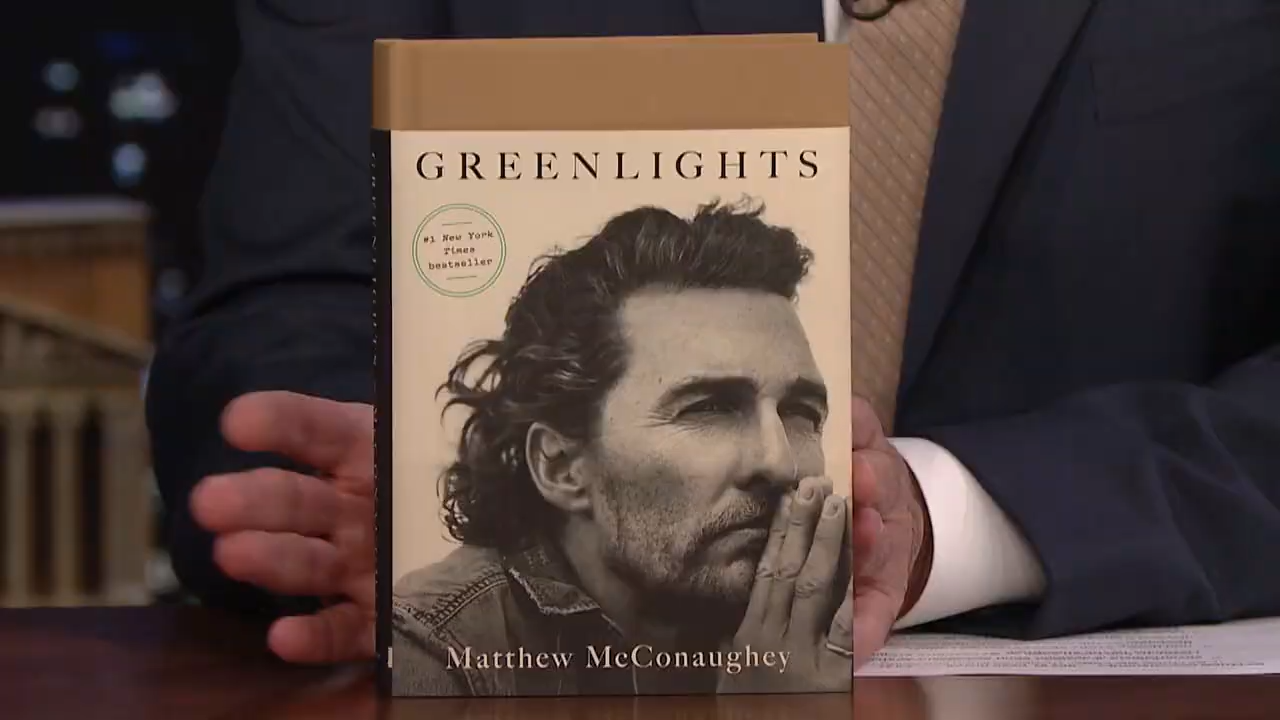 GREENLIGHTS
#1 New York
Times
bestseller
Matthew McConaughey